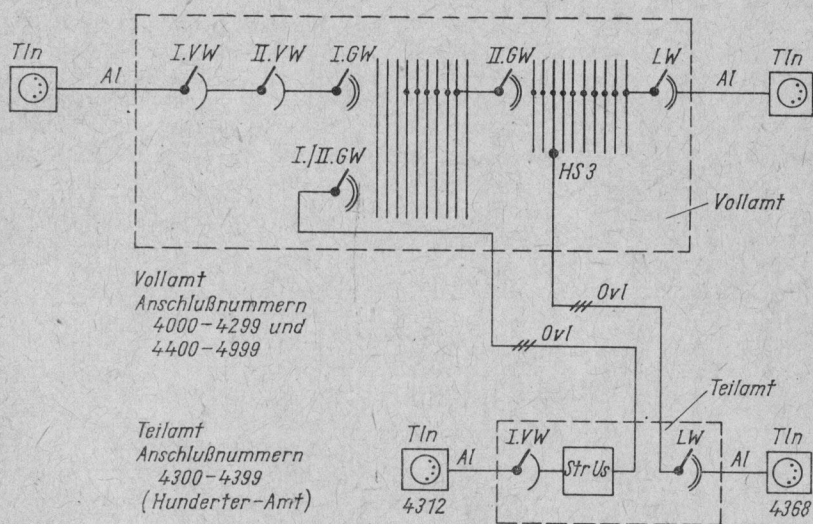 Tln
Al
I.VW
II.VW
I.GW
II.GW
LW
Al
Tln
I./II.GW
HS3
Vollamt
Vollamt
Anschlußnummern
4000-4299 und
4400-4999
Ovl
Ovl
Teilamt
Teilamt
Anschlußnummern
4300-4399
(Hunderter-Amt)
Tln
Al
4312
I.VW
StrUs
LW
Al
Tln
4368